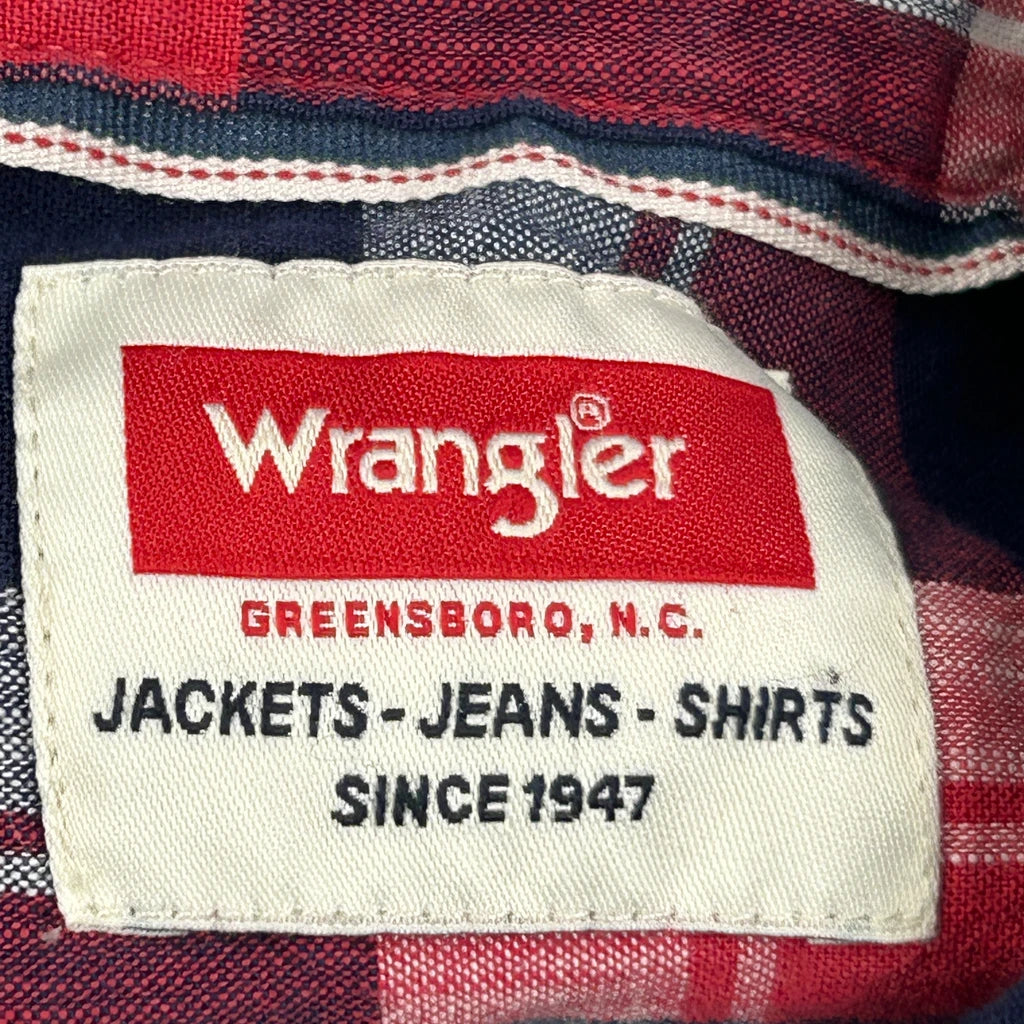 Wrangler®
GREENSBORO, N.C.
JACKETS - JEANS - SHIRTS
SINCE 1947